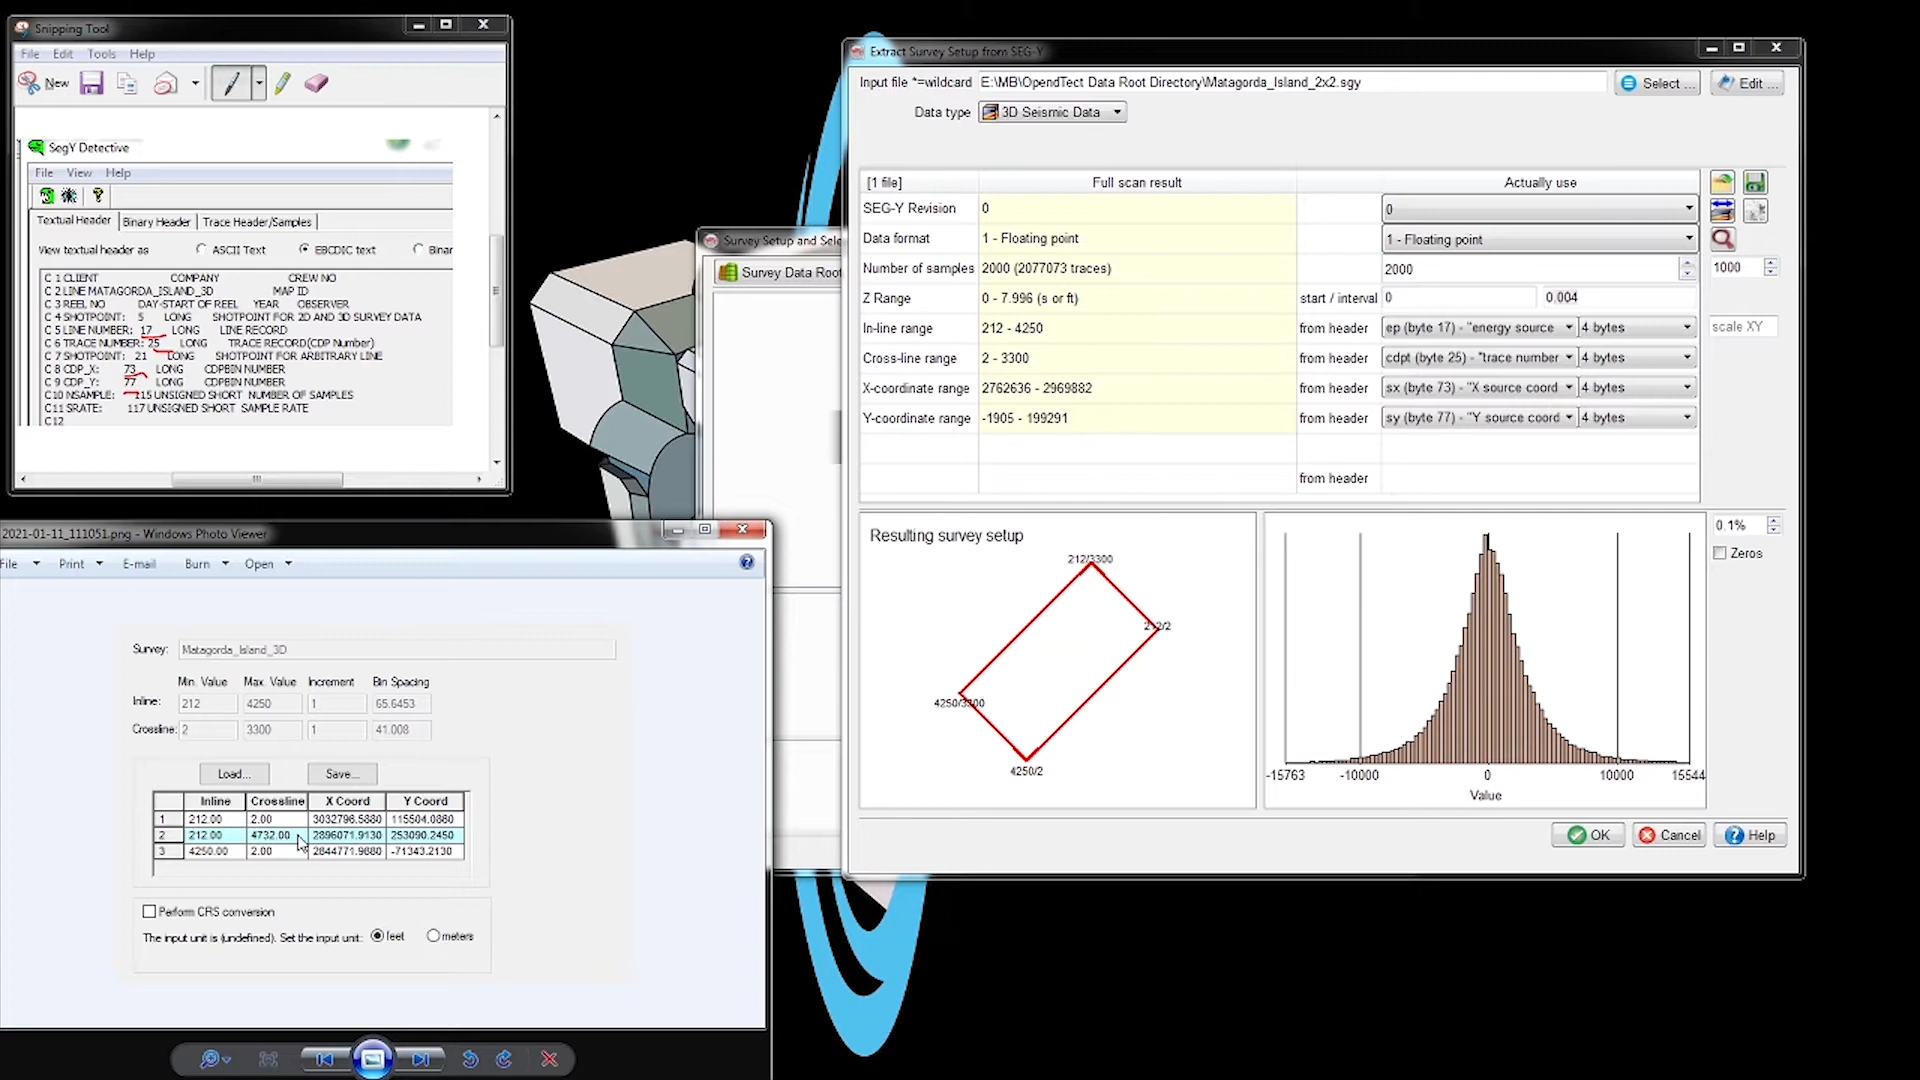 Snipping Tool
File Edit Tools Help
New
SegY Detective
File View Help
Textual Header Binary Header Trace Header/Samples
View textual header as ASCII Text EBCDIC text Binar
C 1 CLIENT COMPANY CREW NO
C 2 LINE MATAGORDA_ISLAND_3D MAP ID
C 3 REEL NO DAY-START OF REEL YEAR OBSERVER
C 4 SHOTPOINT: 5 LONG SHOTPOINT FOR 2D AND 3D SURVEY DATA
C 5 LINE NUMBER: 17 LONG LINE RECORD
C 6 TRACE NUMBER: 25 LONG TRACE RECORD(CDP Number)
C 7 SHOTPOINT: 21 LONG SHOTPOINT FOR ARBITRARY LINE
C 8 CDP_X: 73 LONG CDPBIN NUMBER
C 9 CDP_Y: 77 LONG CDPBIN NUMBER
C10 NSAMPLE: 115 UNSIGNED SHORT NUMBER OF SAMPLES
C11 SRATE: 117 UNSIGNED SHORT SAMPLE RATE
C12
Survey Setup and Sele
Survey Data Root
2021-01-11_111051.png - Windows Photo Viewer
File Print E-mail Burn Open
Survey: Matagorda_Island_3D
Min. Value Max. Value Increment Bin Spacing
Inline: 212 4250 1 65.6453
Crossline: 2 3300 1 41.008
Load... Save...
Inline Crossline X Coord Y Coord
1 212.00 2.00 3032796.5880 115504.0860
2 212.00 4732.00 2896071.9130 253090.2450
3 4250.00 2.00 2844771.9880 -71343.2130
Perform CRS conversion
The input unit is (undefined). Set the input unit: feet meters
Extract Survey Setup from SEG-Y
Input file *=wildcard E:\MB\OpendTect Data Root Directory\Matagorda_Island_2x2.sgy Select ... Edit ...
Data type 3D Seismic Data
[1 file] Full scan result Actually use
SEG-Y Revision 0 0
Data format 1 - Floating point 1 - Floating point
Number of samples 2000 (2077073 traces) 2000 1000
Z Range 0 - 7.996 (s or ft) start / interval 0 0.004
In-line range 212 - 4250 from header ep (byte 17) - "energy source 4 bytes scale XY
Cross-line range 2 - 3300 from header cdpt (byte 25) - "trace number 4 bytes
X-coordinate range 2762636 - 2969882 from header sx (byte 73) - "X source coord 4 bytes
Y-coordinate range -1905 - 199291 from header sy (byte 77) - "Y source coord 4 bytes
from header
Resulting survey setup
212/3300
212/2
4250/3300
4250/2
0.1%
Zeros
-15763 -10000 0 10000 15544
Value
OK Cancel Help